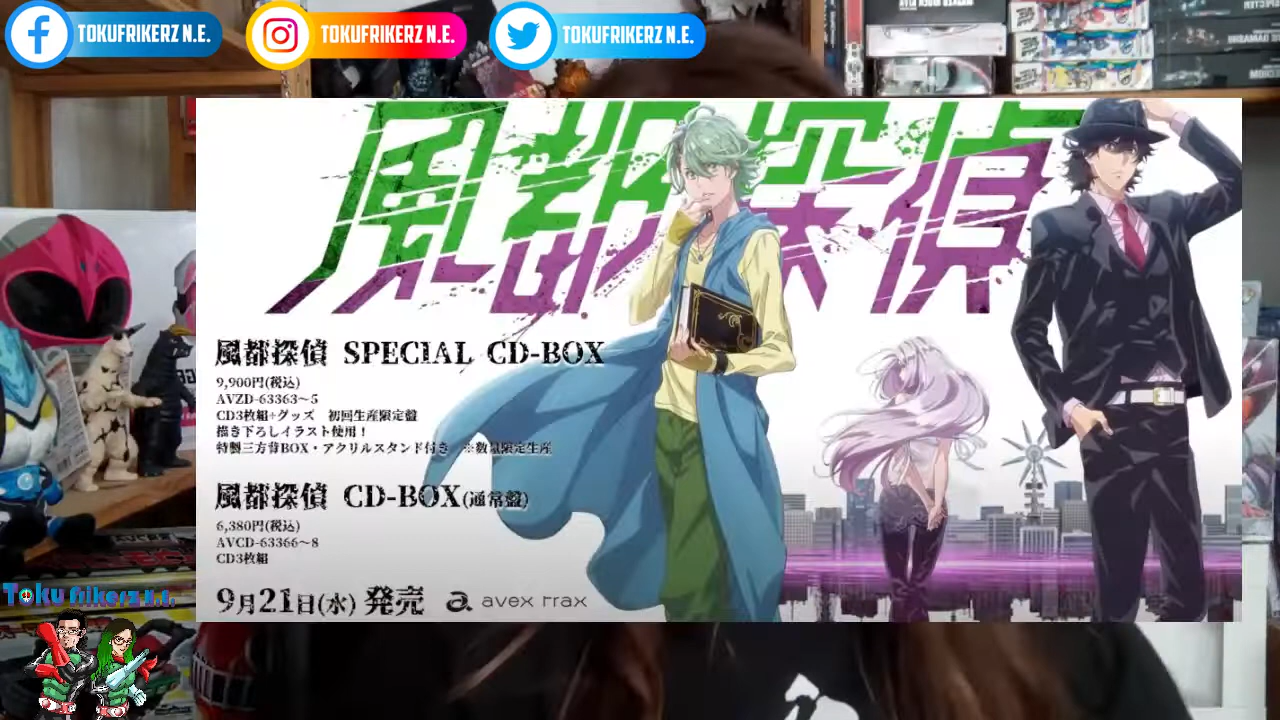 TOKUFRIKERZ N.E.
TOKUFRIKERZ N.E.
TOKUFRIKERZ N.E.
風都探偵
風都探偵 SPECIAL CD-BOX
9,900円(税込)
AVZD-63363〜5
CD3枚組+グッズ 初回生産限定盤
描き下ろしイラスト使用！
特製三方背BOX・アクリルスタンド付き ※数量限定生産
風都探偵 CD-BOX(通常盤)
6,380円(税込)
AVCD-63366〜8
CD3枚組
9月21日(水) 発売 avex trax
Toku frikerz n.e.